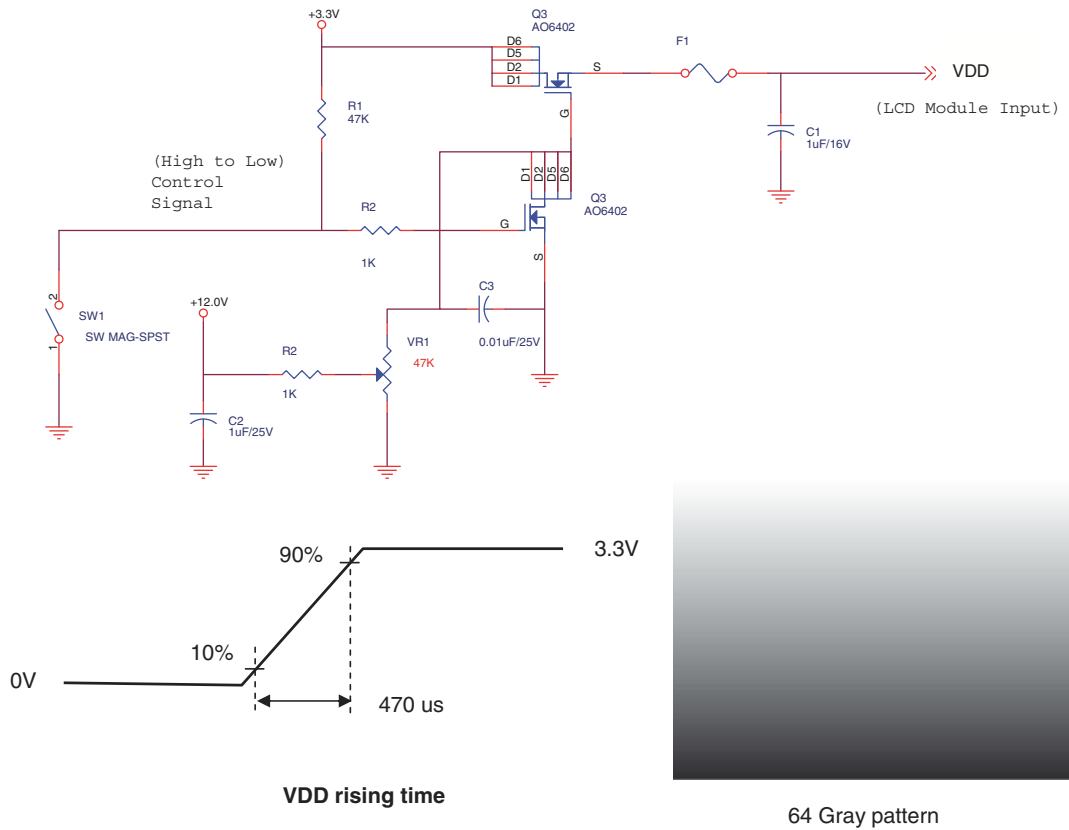 +3.3V
Q3
AO6402
D6
D5
D2
D1
S
G
F1
VDD
(LCD Module Input)
R1
47K
C1
1uF/16V
(High to Low)
Control
Signal
D1
D2
D5
D6
Q3
AO6402
R2
1K
G
S
2
1
SW1
SW MAG-SPST
+12.0V
C3
0.01uF/25V
R2
1K
VR1
47K
C2
1uF/25V
90%
3.3V
10%
0V
470 us
VDD rising time
64 Gray pattern